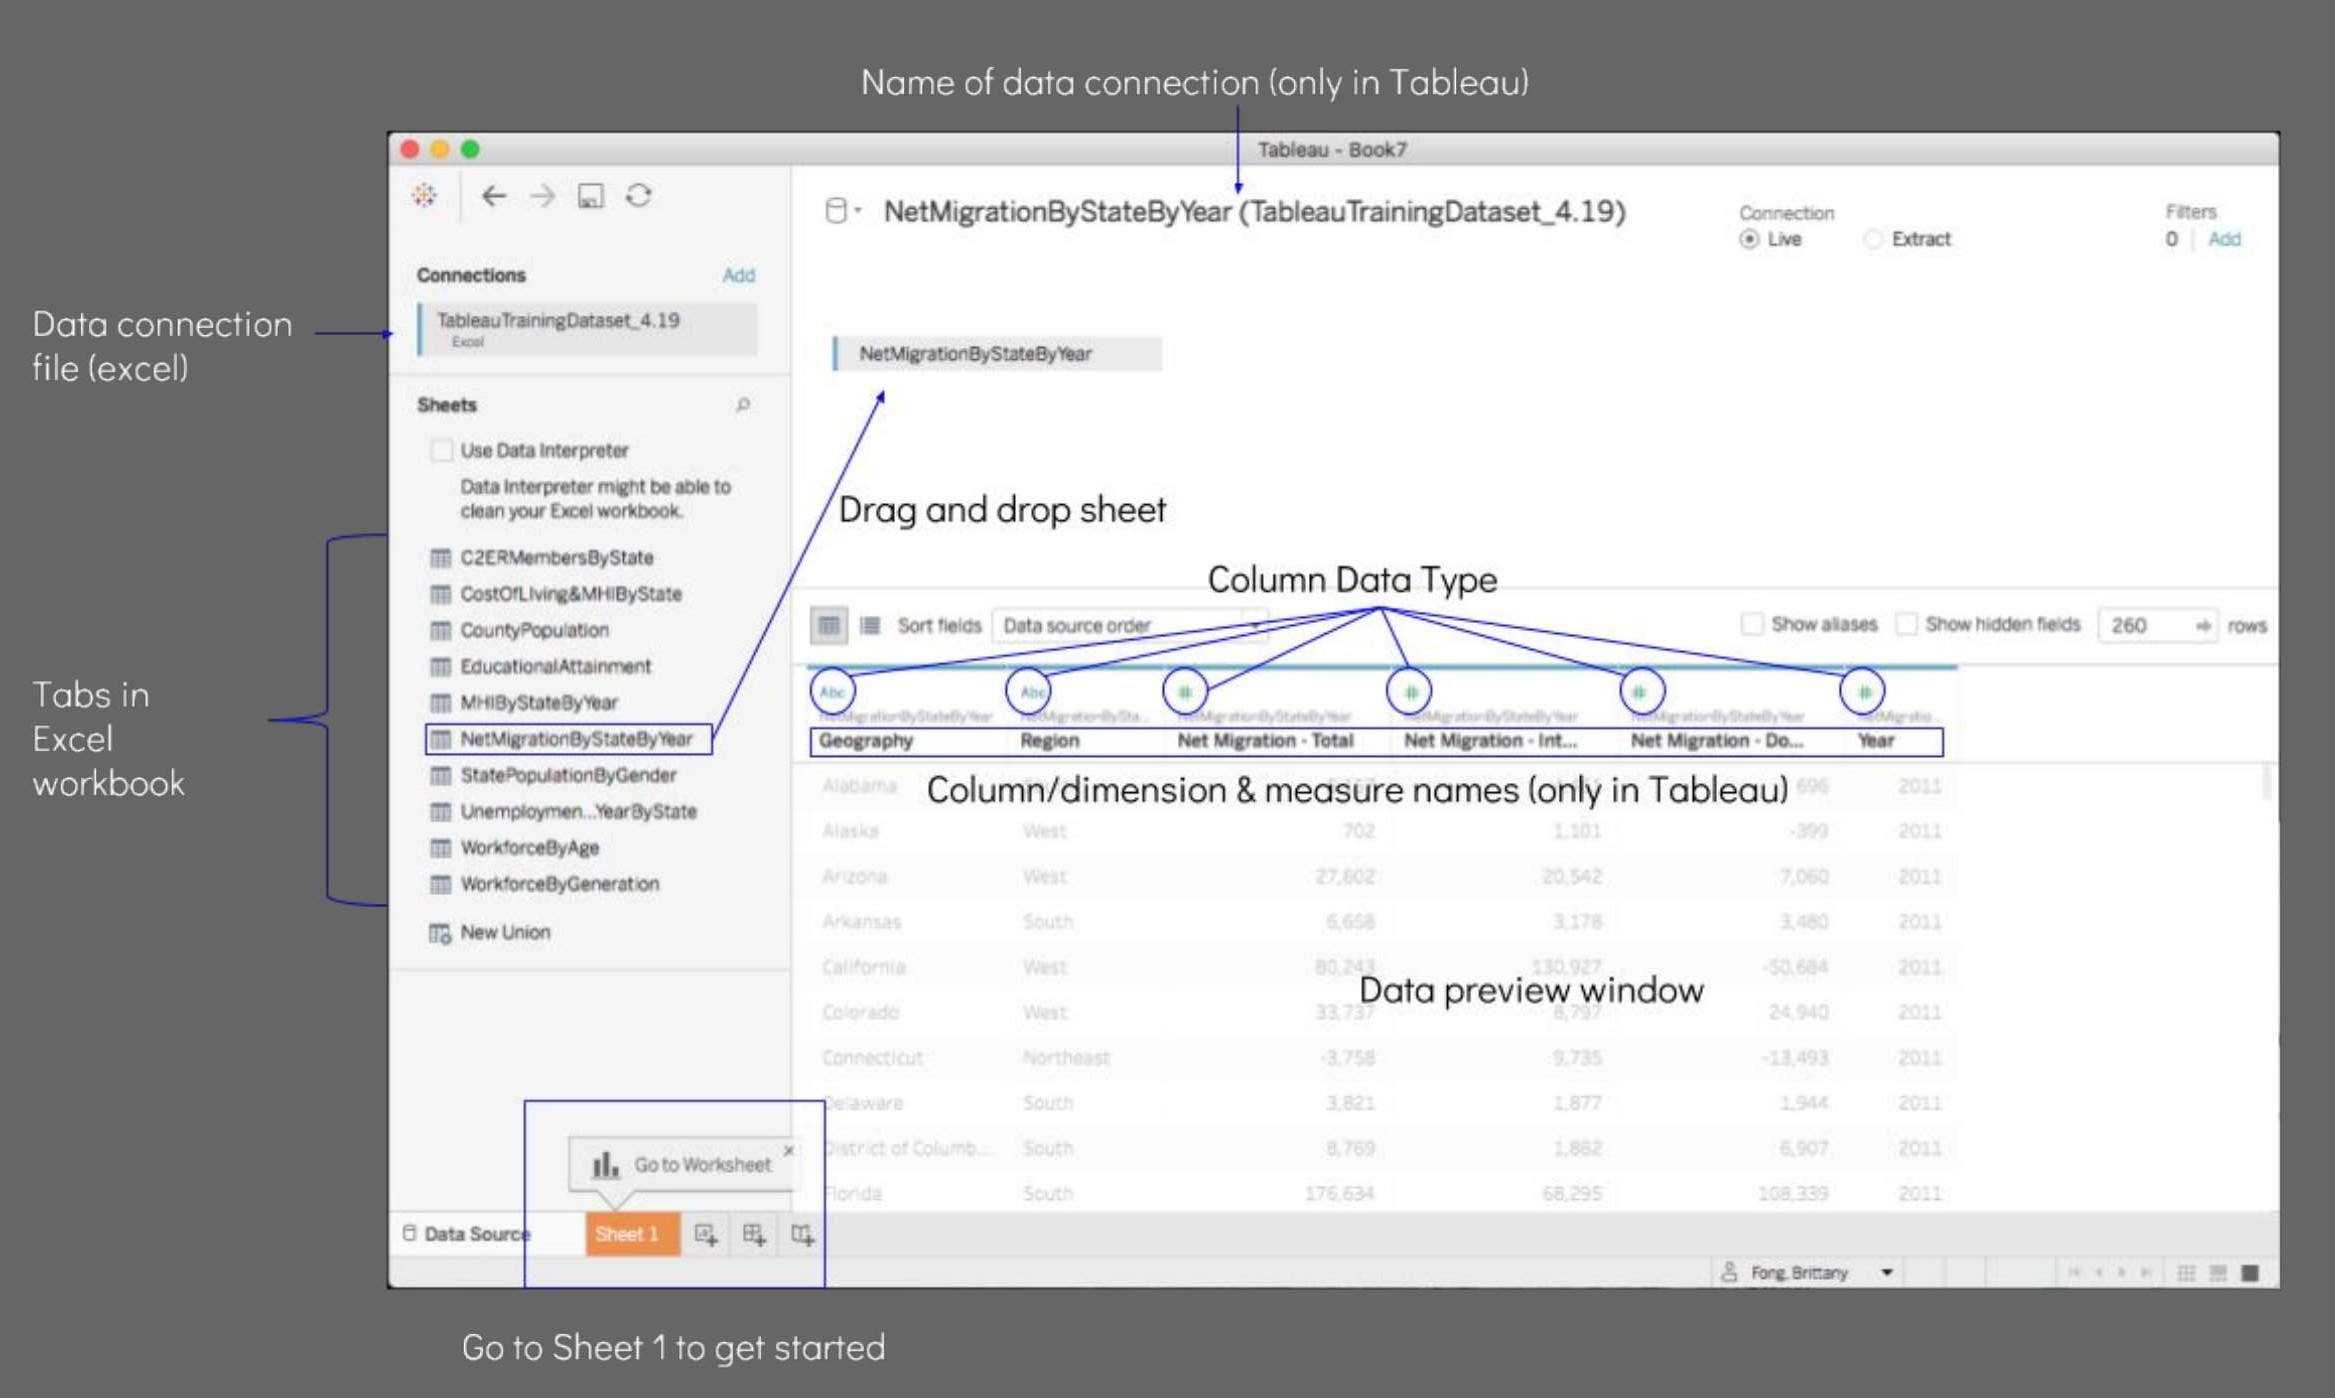 Name of data connection (only in Tableau)
Tableau - Book7
NetMigrationByStateByYear (TableauTrainingDataset_4.19)
Connection
Live
Extract
Filters
0
Add
Connections
Add
TableauTrainingDataset_4.19
Excel
Data connection
file (excel)
NetMigrationByStateByYear
Sheets
Use Data Interpreter
Data Interpreter might be able to
clean your Excel workbook.
Drag and drop sheet
C2ERMembersByState
CostOfLIving&MHIByState
CountyPopulation
EducationalAttainment
MHIByStateByYear
NetMigrationByStateByYear
StatePopulationByGender
Unemploymen...YearByState
WorkforceByAge
WorkforceByGeneration
New Union
Tabs in
Excel
workbook
Column Data Type
Sort fields
Data source order
Show aliases
Show hidden fields
260
rows
Abc Abc # # # #
NetMigrationByStateByYear NetMigrationBySta... NetMigrationByStateByYear NetMigrationByStateByYear NetMigrationByStateByYear NetMigratio...
Geography Region Net Migration - Total Net Migration - Int... Net Migration - Do... Year
Column/dimension & measure names (only in Tableau)
Alabama 696 2011
Alaska West 702 1,101 -399 2011
Arizona West 27,602 20,542 7,060 2011
Arkansas South 6,658 3,178 3,480 2011
California West 80,243 130,927 -50,684 2011
Data preview window
Colorado West 33,737 8,797 24,940 2011
Connecticut Northeast -3,758 9,735 -13,493 2011
Delaware South 3,821 1,877 1,944 2011
District of Columb... South 8,769 1,862 6,907 2011
Florida South 176,634 68,295 108,339 2011
Go to Worksheet
Data Source
Sheet 1
Fong, Brittany
Go to Sheet 1 to get started